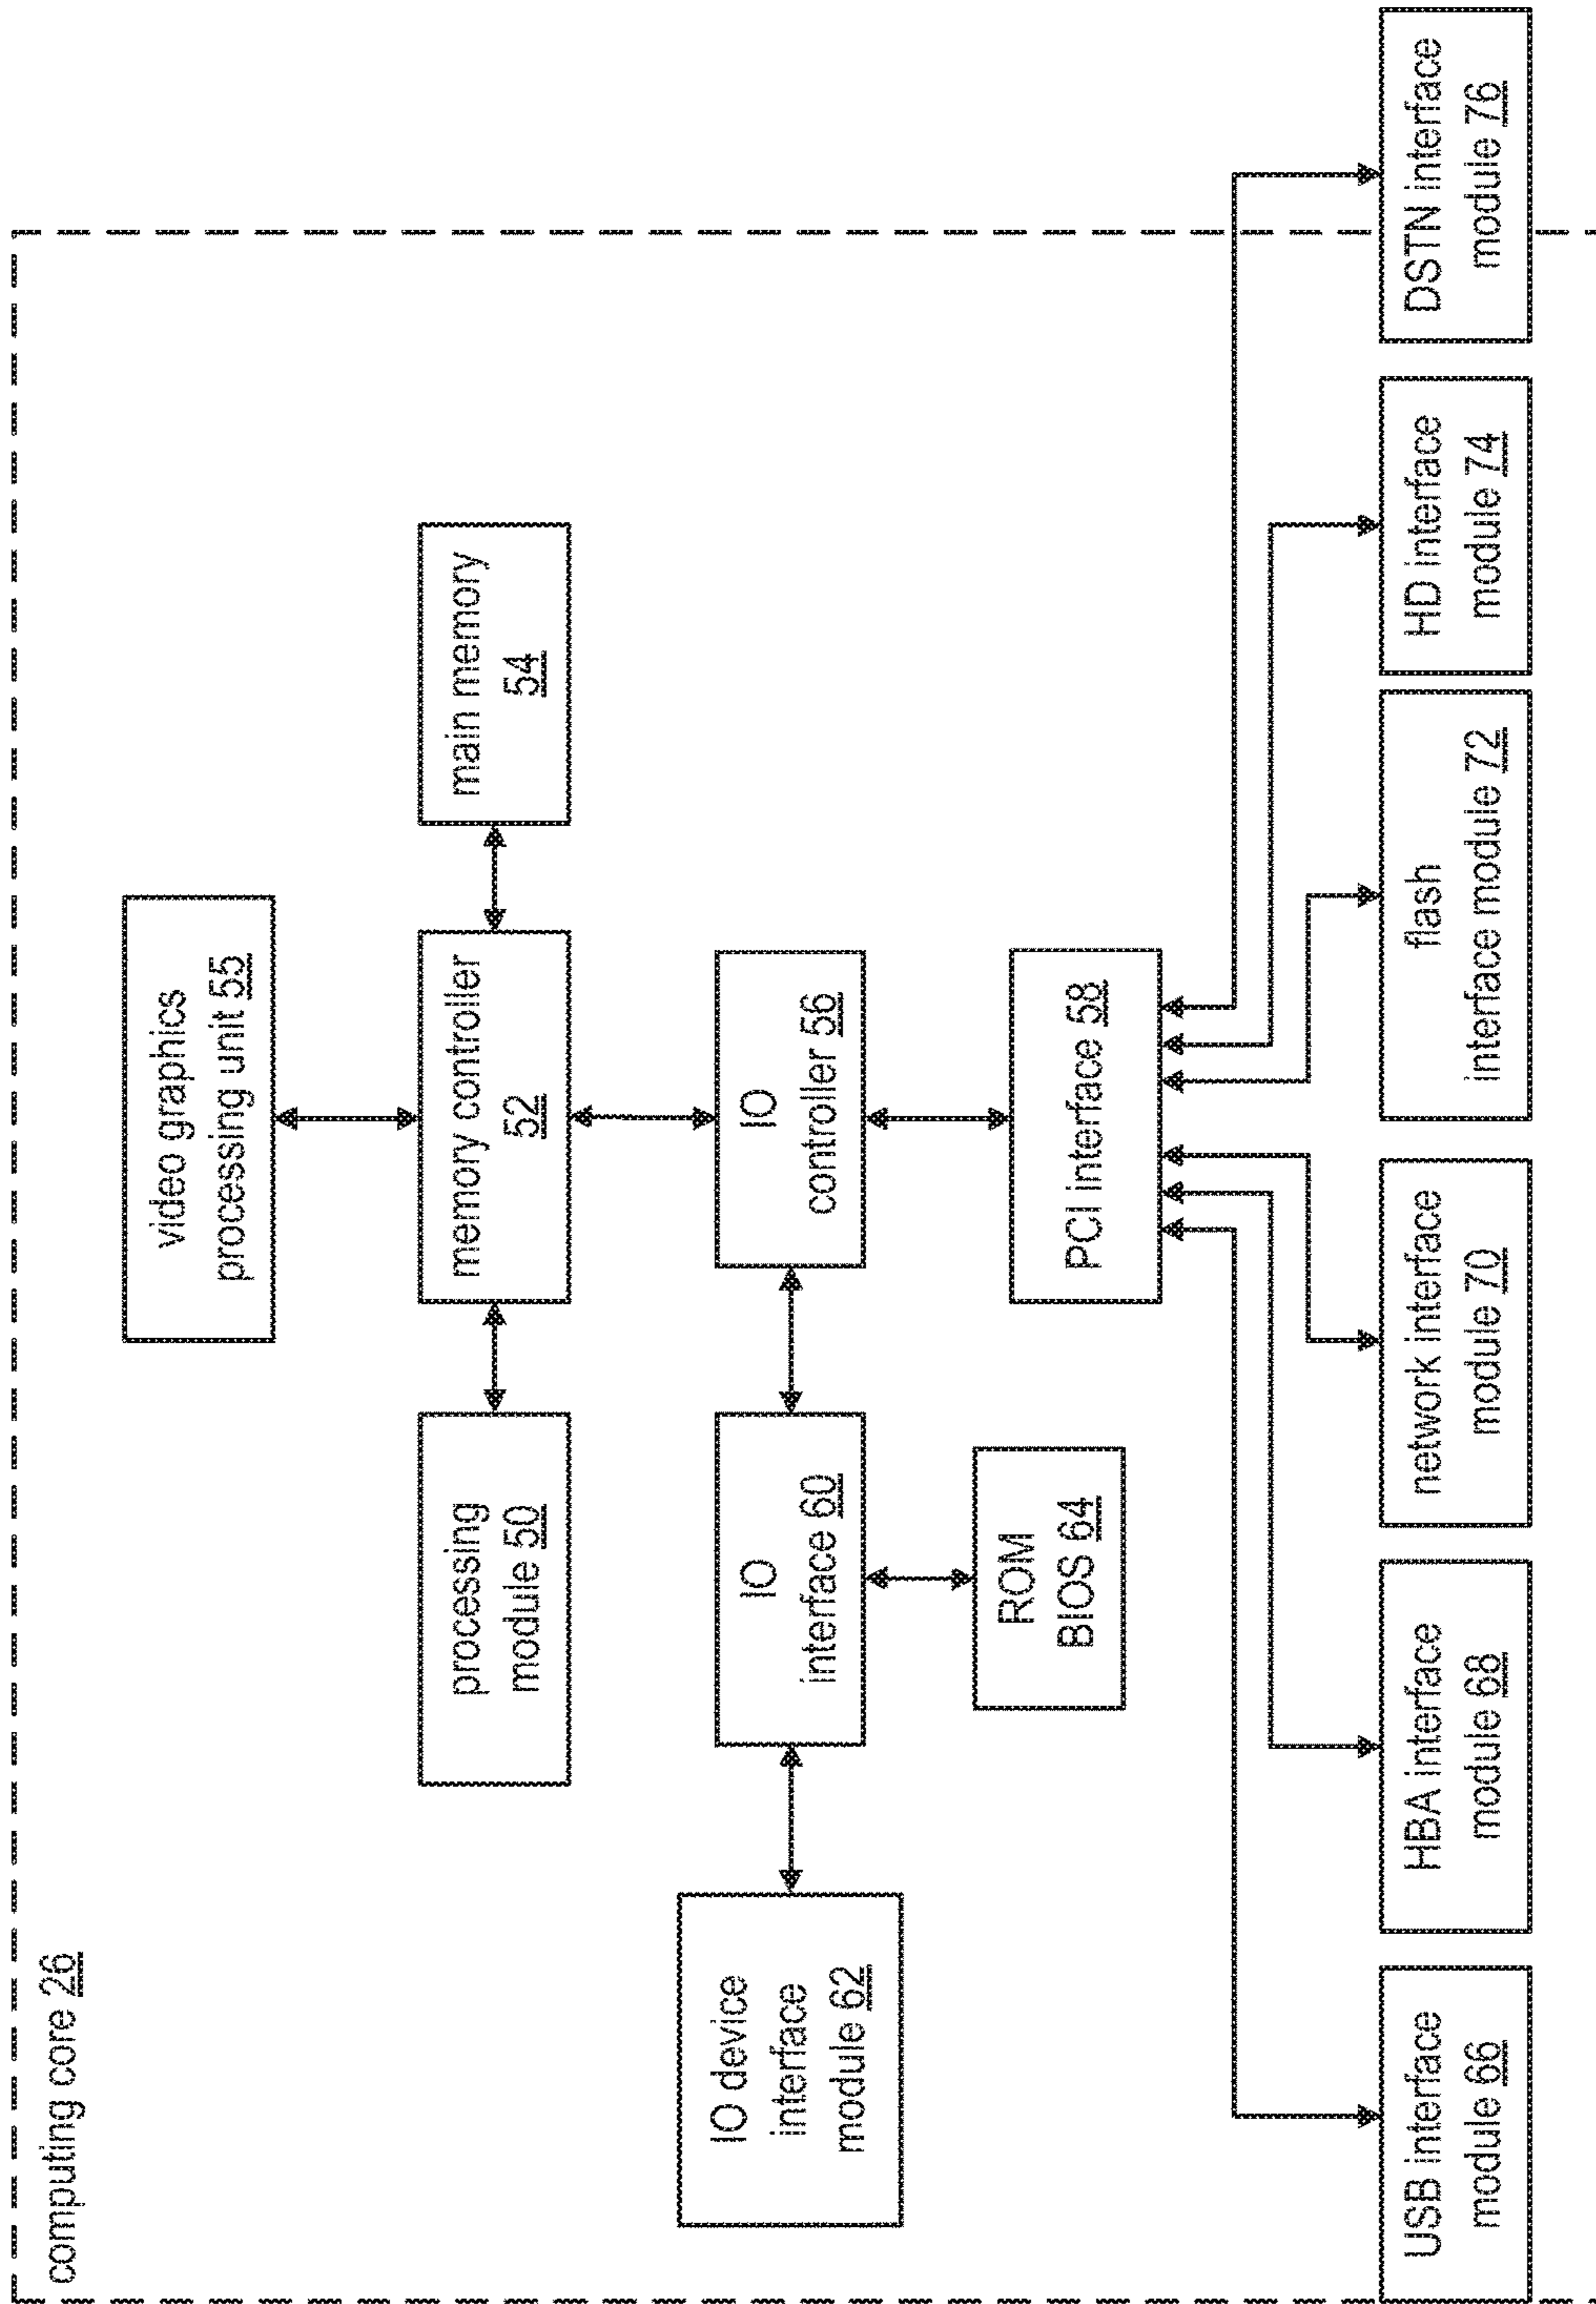 computing core 26
video graphics
processing unit 55
processing
module 50
memory controller
52
main memory
54
IO device
interface
module 62
IO
interface 60
IO
controller 56
ROM
BIOS 64
PCI interface 58
USB interface
module 66
HBA interface
module 68
network interface
module 70
flash
interface module 72
HD interface
module 74
DSTN interface
module 76